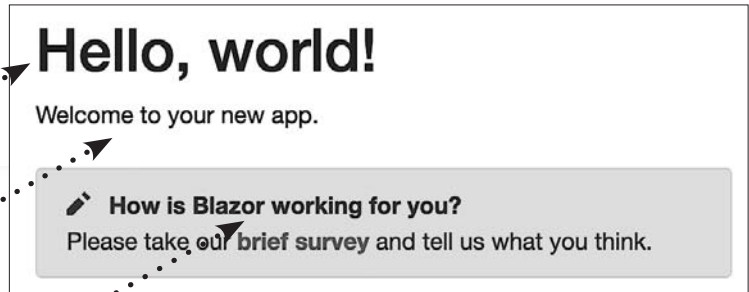 Hello, world!
Welcome to your new app.
How is Blazor working for you?
Please take our brief survey and tell us what you think.